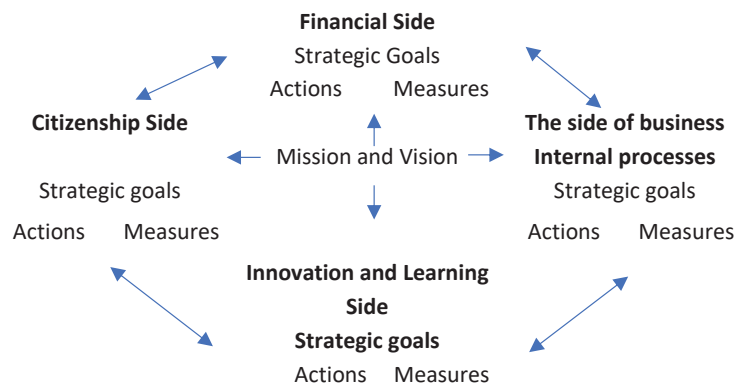 Financial Side
Strategic Goals
Actions Measures
Citizenship Side
Strategic goals
Actions Measures
Mission and Vision
The side of business
Internal processes
Strategic goals
Actions Measures
Innovation and Learning
Side
Strategic goals
Actions Measures